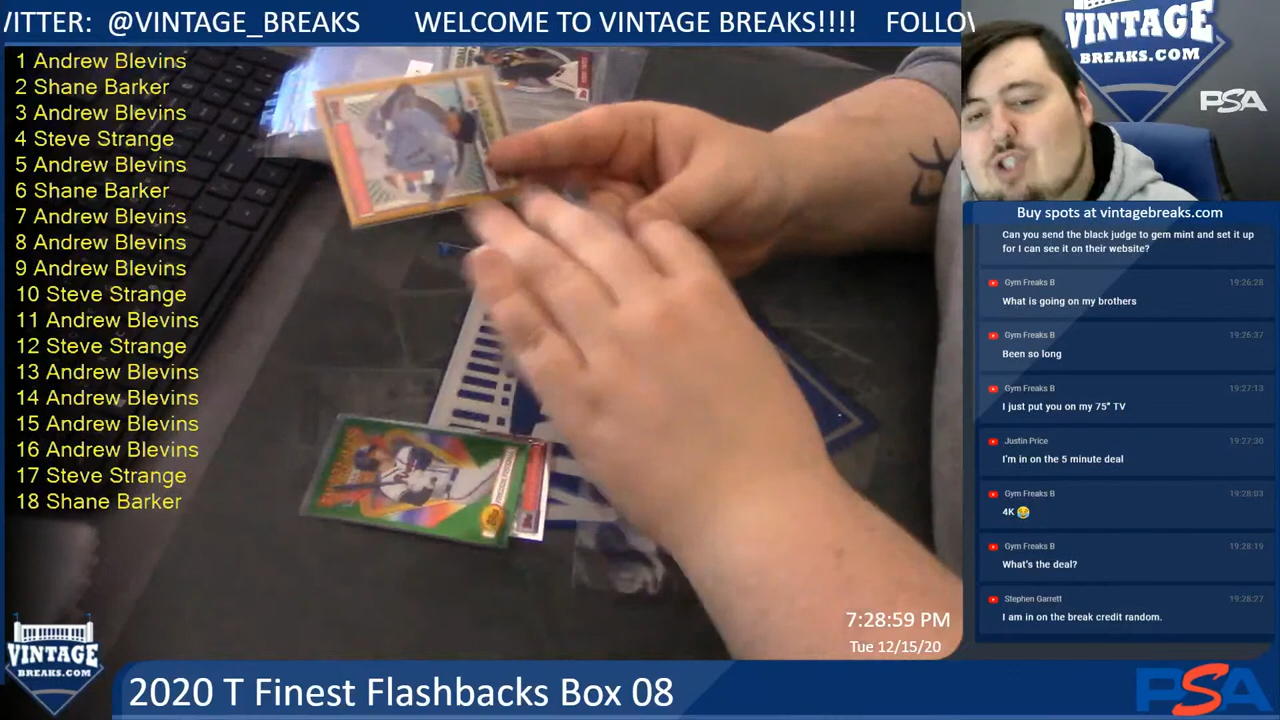 VITTER: @VINTAGE_BREAKS WELCOME TO VINTAGE BREAKS!!!! FOLLO
1 Andrew Blevins
2 Shane Barker
3 Andrew Blevins
4 Steve Strange
5 Andrew Blevins
6 Shane Barker
7 Andrew Blevins
8 Andrew Blevins
9 Andrew Blevins
10 Steve Strange
11 Andrew Blevins
12 Steve Strange
13 Andrew Blevins
14 Andrew Blevins
15 Andrew Blevins
16 Andrew Blevins
17 Steve Strange
18 Shane Barker
VINTAGE
BREAKS.COM
PSA
Buy spots at vintagebreaks.com
Can you send the black judge to gem mint and set it up
for I can see it on their website?
Gym Freaks B 19:26:28
What is going on my brothers
Gym Freaks B 19:26:37
Been so long
Gym Freaks B 19:27:13
I just put you on my 75" TV
Justin Price 19:27:30
I'm in on the 5 minute deal
Gym Freaks B 19:28:03
4K 😂
Gym Freaks B 19:28:19
What's the deal?
Stephen Garrett 19:28:27
I am in on the break credit random.
7:28:59 PM
Tue 12/15/20
VINTAGE
BREAKS.COM
2020 T Finest Flashbacks Box 08
PSA